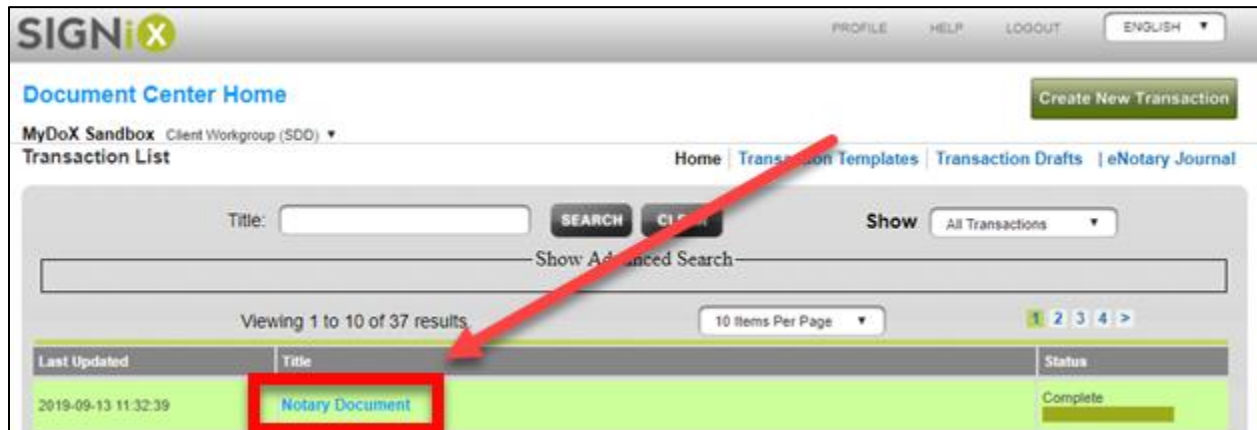 SIGNiX
PROFILE HELP LOGOUT ENGLISH
Document Center Home
Create New Transaction
MyDoX Sandbox Client Workgroup (SDD)
Transaction List
Home | Transaction Templates | Transaction Drafts | eNotary Journal
Title: SEARCH CLEAR Show All Transactions
Show Advanced Search
Viewing 1 to 10 of 37 results. 10 Items Per Page 1 2 3 4 >
Last Updated Title Status
2019-09-13 11:32:39 Notary Document Complete